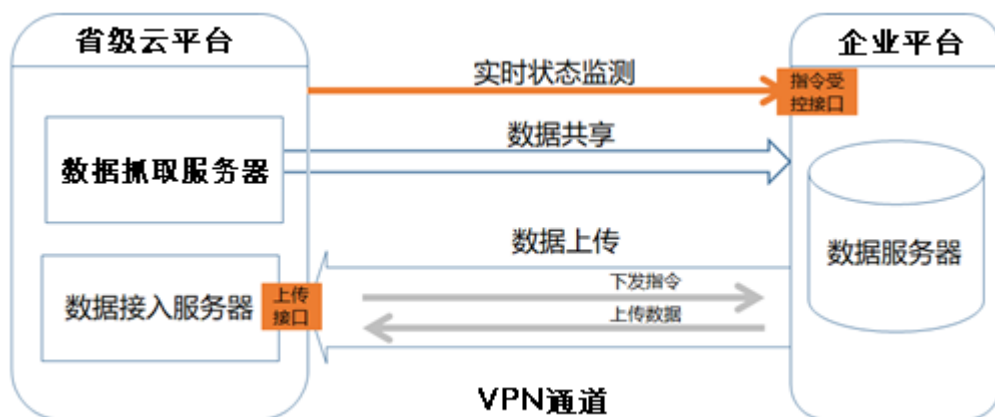 省级云平台
企业平台
实时状态监测
指令受
控接口
数据抓取服务器
数据共享
数据上传
数据服务器
下发指令
数据接入服务器
上传
接口
上传数据
VPN通道